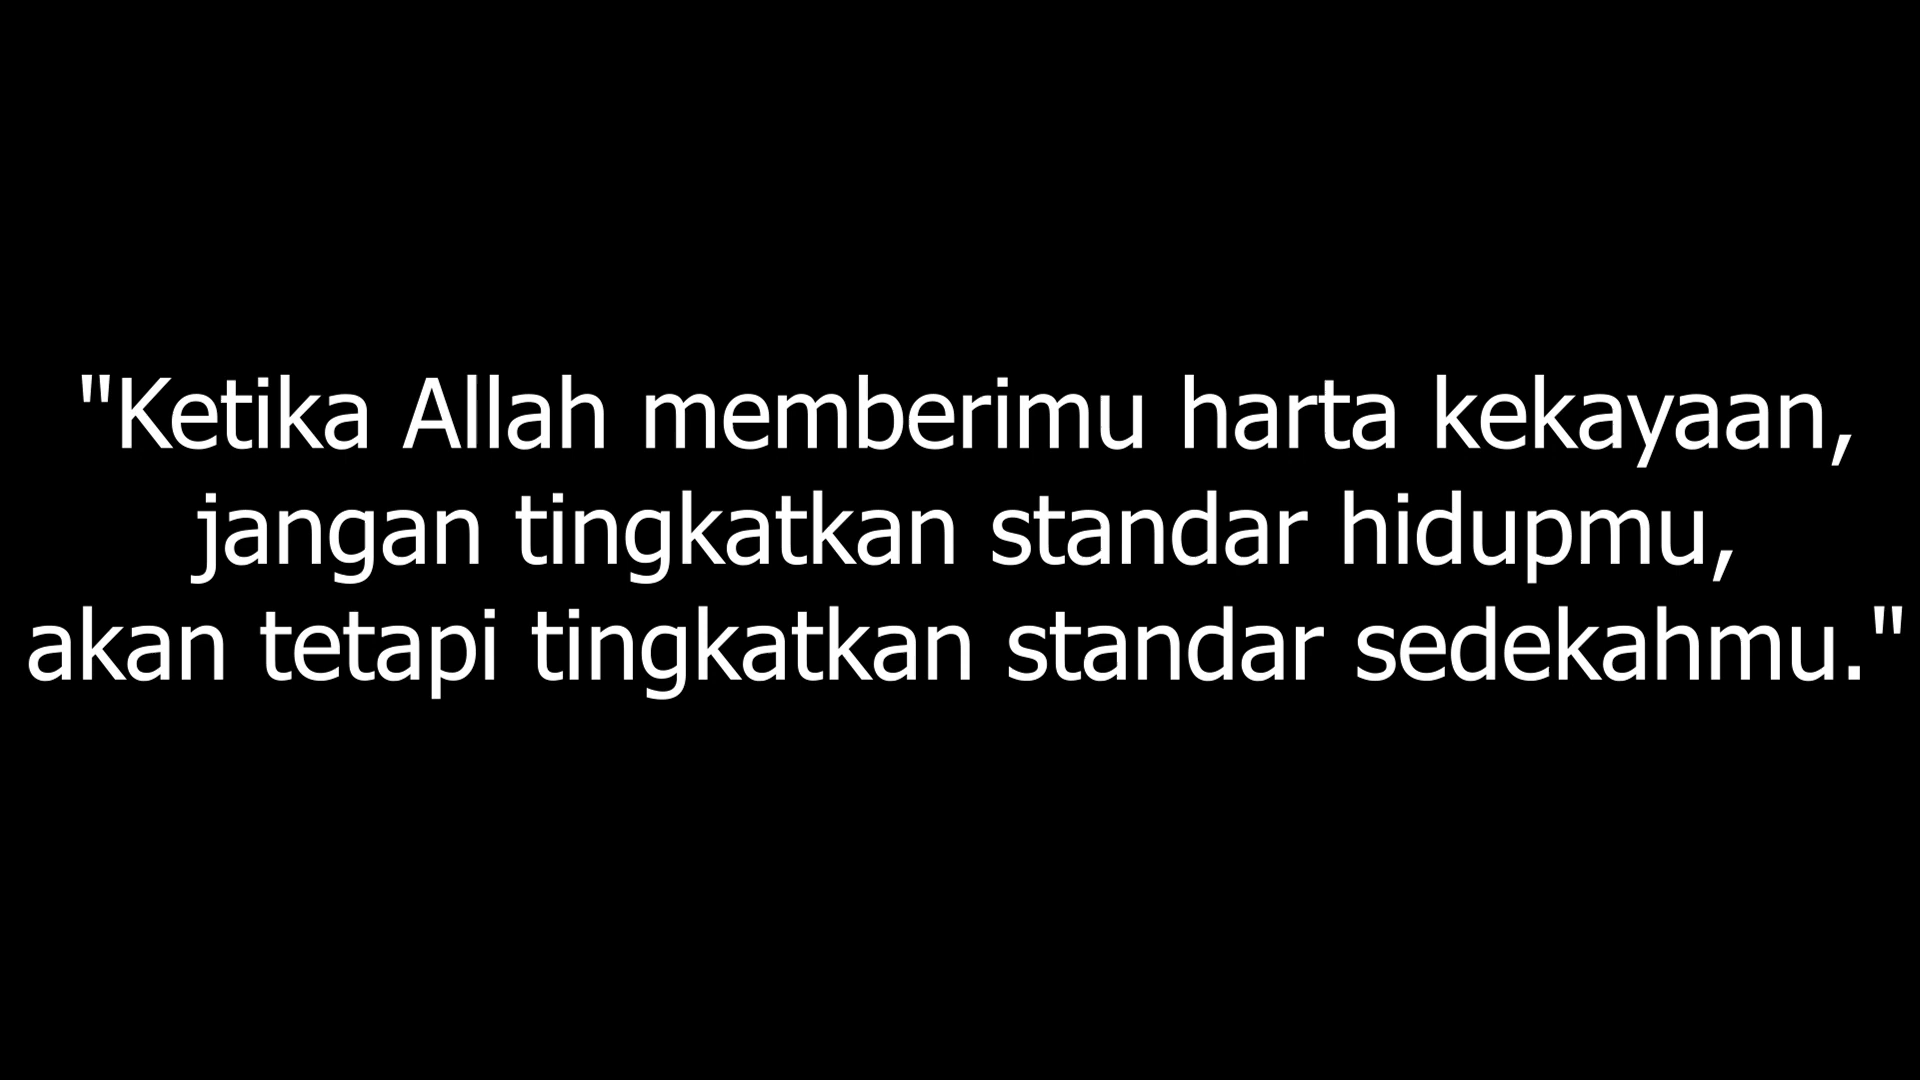 "Ketika Allah memberimu harta kekayaan,
jangan tingkatkan standar hidupmu,
akan tetapi tingkatkan standar sedekahmu."